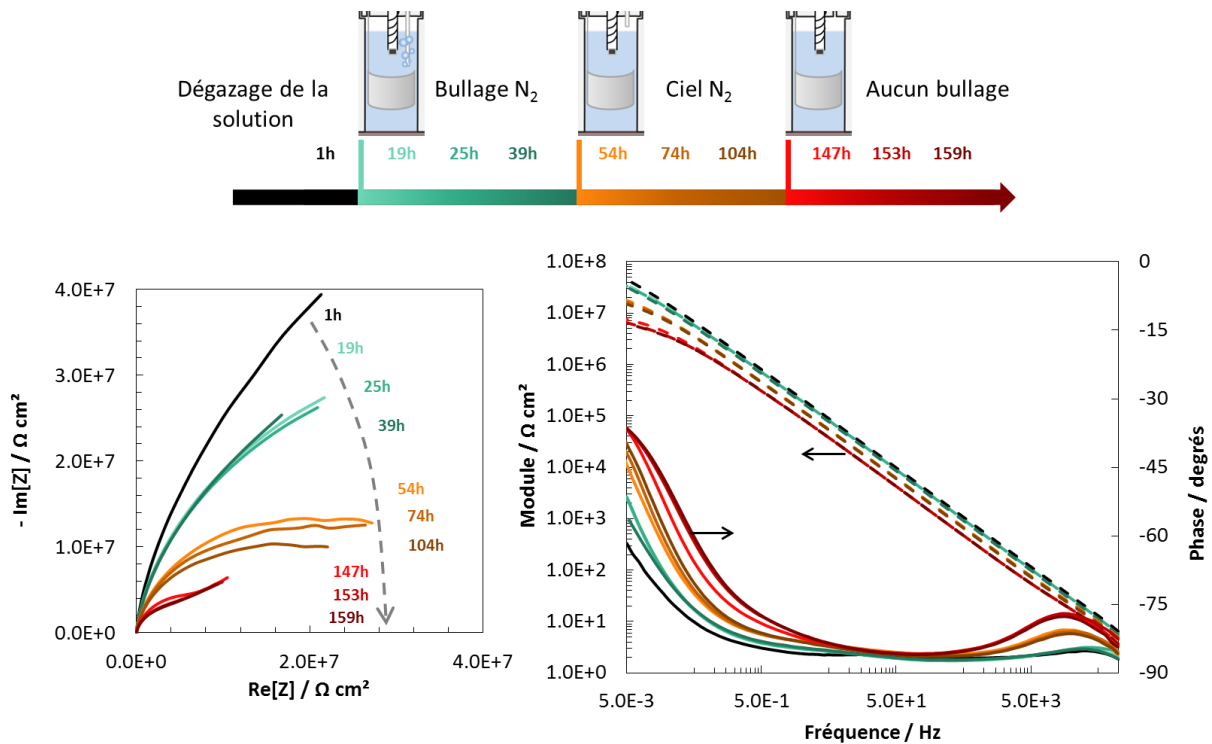 Dégazage de la
solution
Bullage N2
Ciel N2
Aucun bullage
1h
19h
25h
39h
54h
74h
104h
147h
153h
159h
4.0E+7
3.0E+7
2.0E+7
1.0E+7
0.0E+0
- Im[Z] / Ω cm²
1h
19h
25h
39h
54h
74h
104h
147h
153h
159h
0.0E+0
2.0E+7
4.0E+7
Re[Z] / Ω cm²
1.0E+8
1.0E+7
1.0E+6
1.0E+5
1.0E+4
1.0E+3
1.0E+2
1.0E+1
1.0E+0
Module / Ω cm²
0
-15
-30
-45
-60
-75
-90
Phase / degrés
5.0E-3
5.0E-1
5.0E+1
5.0E+3
Fréquence / Hz